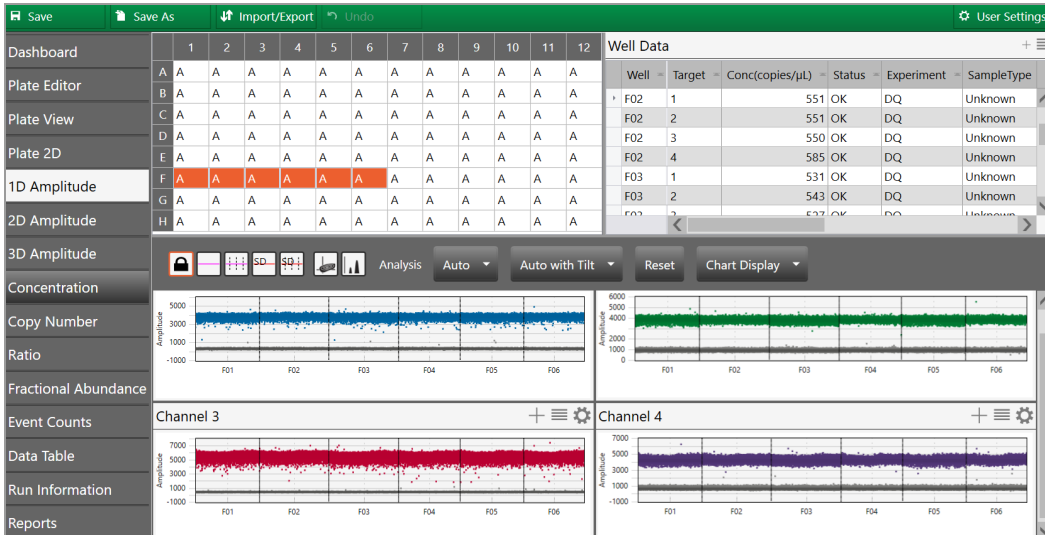 Save Save As Import/Export Undo User Settings
Dashboard
Plate Editor
Plate View
Plate 2D
1D Amplitude
2D Amplitude
3D Amplitude
Concentration
Copy Number
Ratio
Fractional Abundance
Event Counts
Data Table
Run Information
Reports
1 2 3 4 5 6 7 8 9 10 11 12
A A A A A A A A A A A A A
B A A A A A A A A A A A A
C A A A A A A A A A A A A
D A A A A A A A A A A A A
E A A A A A A A A A A A A
F A A A A A A A A A A A A
G A A A A A A A A A A A A
H A A A A A A A A A A A A
Well Data
Well Target Conc(copies/µL) Status Experiment SampleType
F02 1 551 OK DQ Unknown
F02 2 551 OK DQ Unknown
F02 3 550 OK DQ Unknown
F02 4 585 OK DQ Unknown
F03 1 531 OK DQ Unknown
F03 2 543 OK DQ Unknown
F03 3 527 OK DQ Unknown
SD SD Analysis Auto Auto with Tilt Reset Chart Display
Amplitude
5000
3000
1000
-1000
F01 F02 F03 F04 F05 F06
Amplitude
6000
5000
4000
2000
1000
0
F01 F02 F03 F04 F05 F06
Channel 3
Amplitude
7000
5000
3000
1000
-1000
F01 F02 F03 F04 F05 F06
Channel 4
Amplitude
7000
5000
3000
1000
-1000
F01 F02 F03 F04 F05 F06